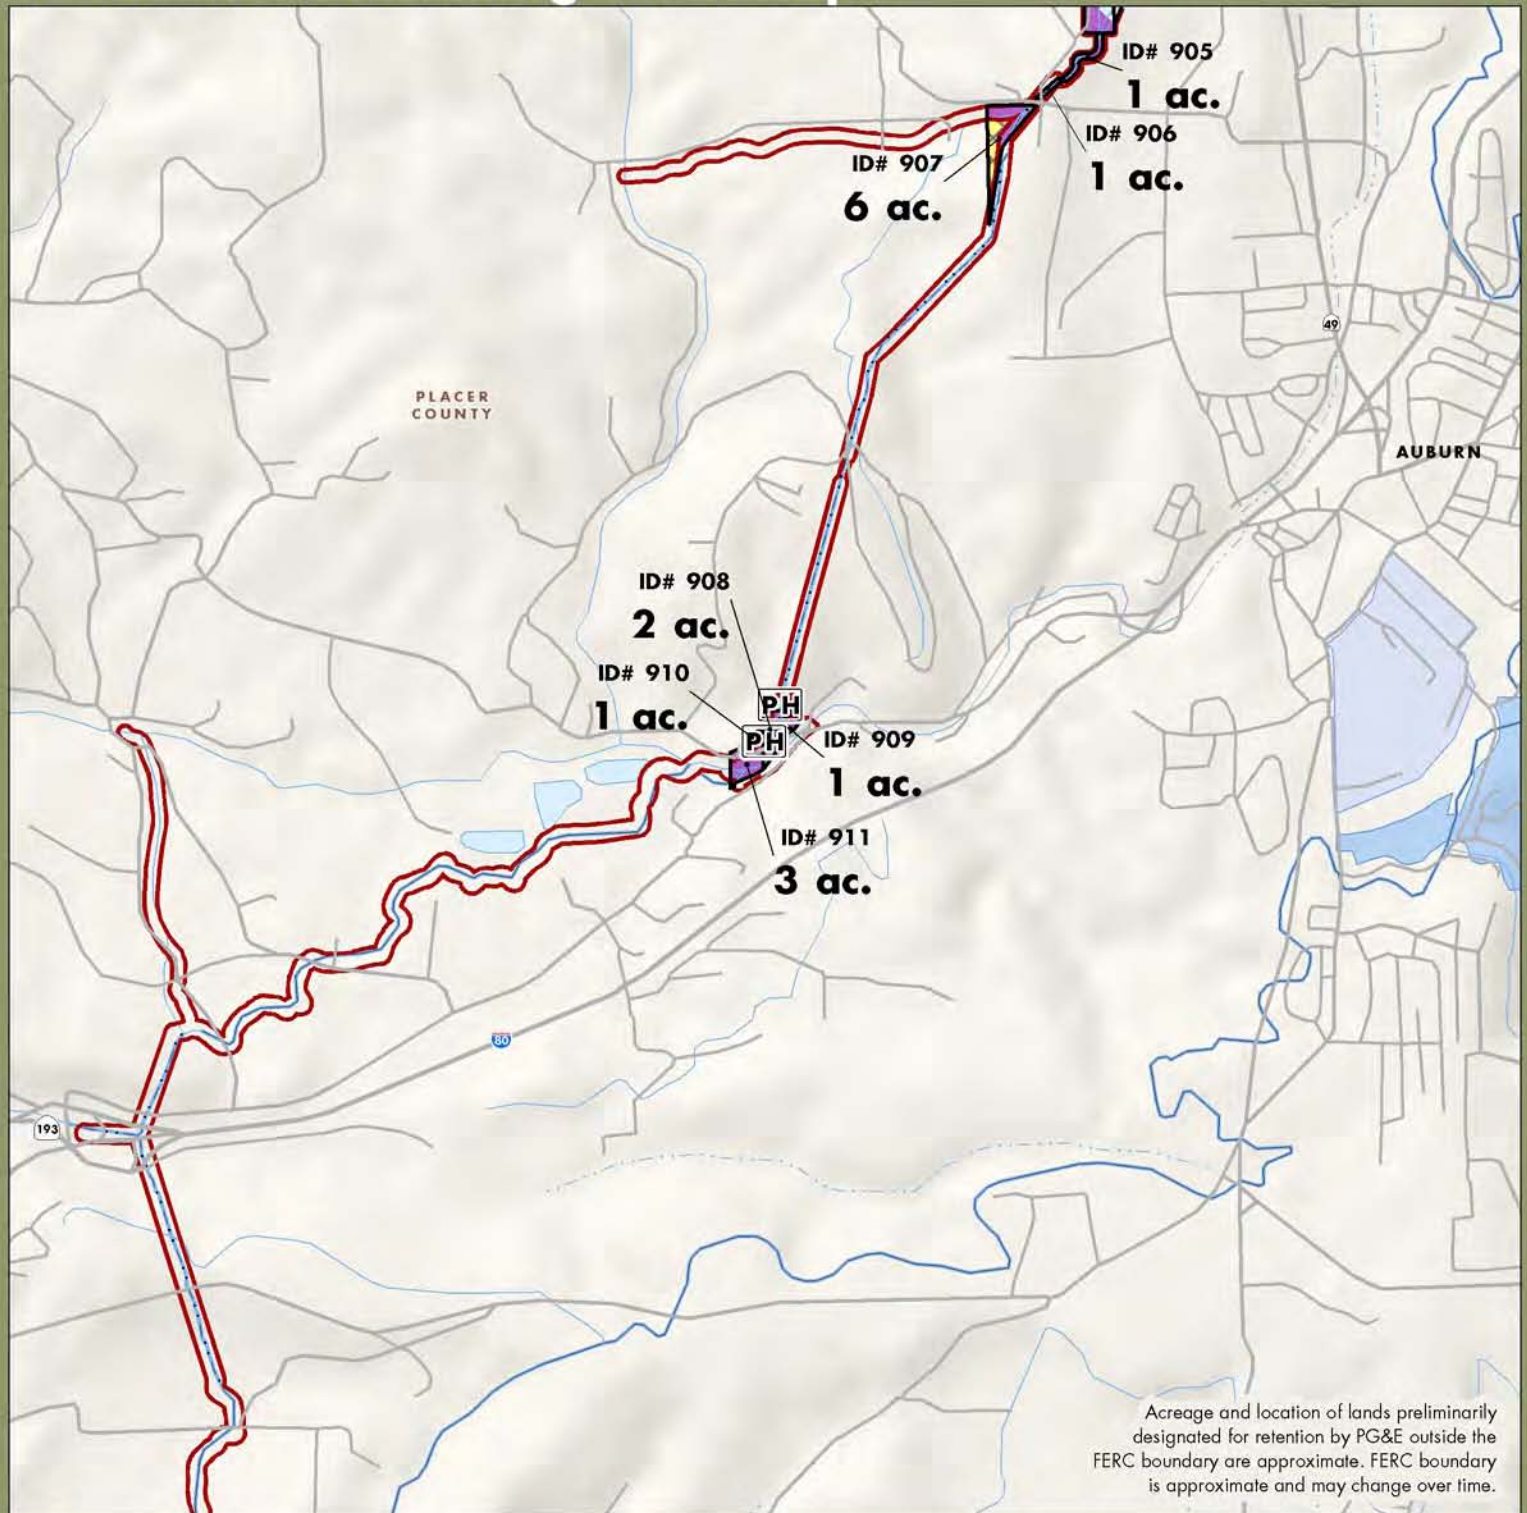 ID# 905
1 ac.
ID# 906
1 ac.
ID# 907
6 ac.
49
PLACER
COUNTY
AUBURN
ID# 908
2 ac.
ID# 910
1 ac.
PH
PH
ID# 909
1 ac.
ID# 911
3 ac.
80
193
Acreage and location of lands preliminarily
designated for retention by PG&E outside the
FERC boundary are approximate. FERC boundary
is approximate and may change over time.